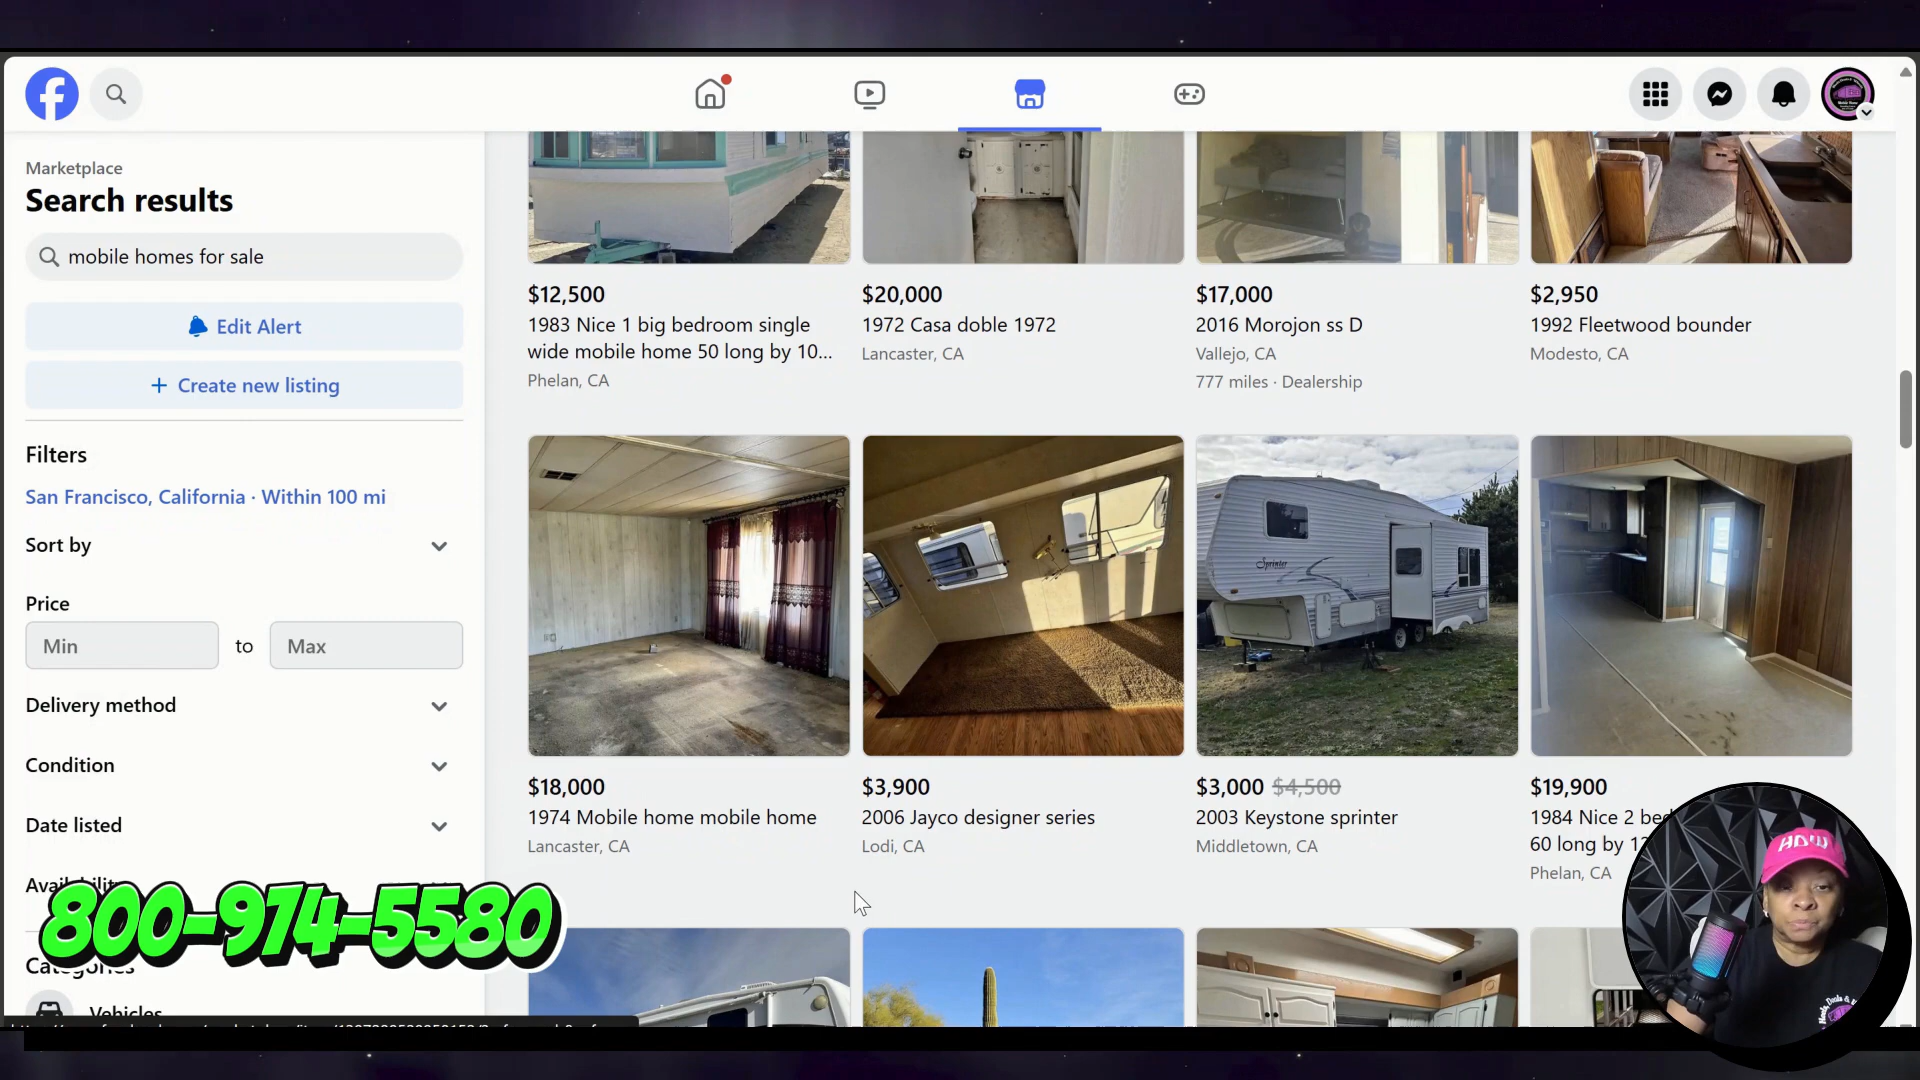 Marketplace
Search results
mobile homes for sale
Edit Alert
+ Create new listing
Filters
San Francisco, California · Within 100 mi
Sort by
Price
Min
to
Max
Delivery method
Condition
Date listed
800-974-5580
Categories
Vehicles
$12,500
1983 Nice 1 big bedroom single
wide mobile home 50 long by 10...
Phelan, CA
$20,000
1972 Casa doble 1972
Lancaster, CA
$17,000
2016 Morojon ss D
Vallejo, CA
777 miles · Dealership
$2,950
1992 Fleetwood bounder
Modesto, CA
Sprinter
$18,000
1974 Mobile home mobile home
Lancaster, CA
$3,900
2006 Jayco designer series
Lodi, CA
$3,000 $4,500
2003 Keystone sprinter
Middletown, CA
$19,900
1984 Nice 2
60 long by
Phelan, CA
HDW